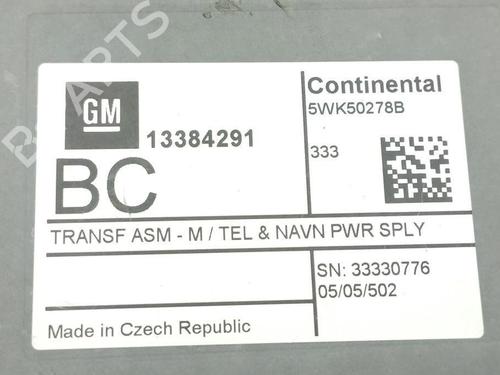 PARTS
GM
13384291
BC
Continental
5WK50278B
333
TRANSF ASM - M / TEL & NAVN PWR SPLY
SN: 33330776
05/05/502
Made in Czech Republic